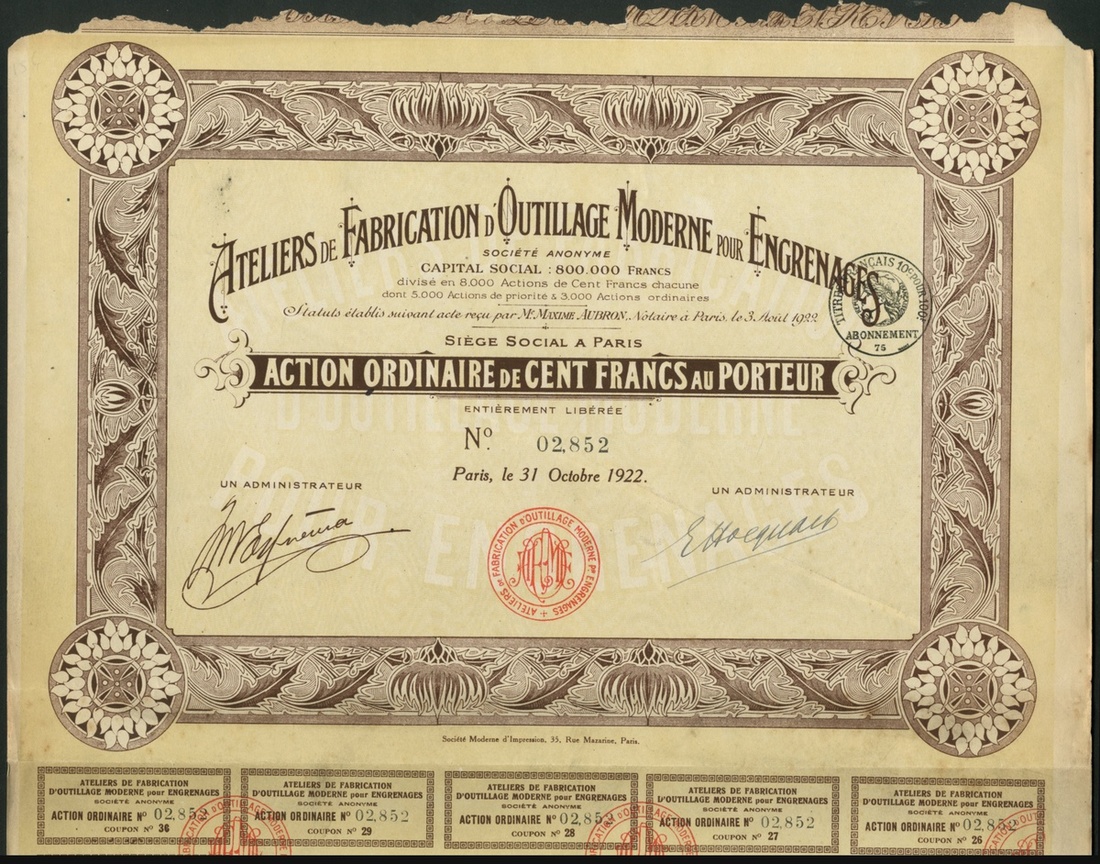 ATELIERS DE FABRICATION D'OUTILLAGE MODERNE POUR ENGRENAGES
SOCIÉTÉ ANONYME
CAPITAL SOCIAL : 800.000 FRANCS
divisé en 8.000 Actions de Cent Francs chacune
dont 5.000 Actions de priorité & 3.000 Actions ordinaires
Statuts établis suivant acte reçu par Me. MAXIME AUBRON, Notaire à Paris, le 3 Août 1922
ABONNEMENT
75
SIÈGE SOCIAL A PARIS
ACTION ORDINAIRE DE CENT FRANCS AU PORTEUR
ENTIÈREMENT LIBÉRÉE
No. 02,852
Paris, le 31 Octobre 1922.
UN ADMINISTRATEUR
UN ADMINISTRATEUR
ATELIERS DE FABRICATION D'OUTILLAGE MODERNE Pr ENGRENAGES
Société Moderne d'Impression, 35, Rue Mazarine, Paris.
ATELIERS DE FABRICATION
D'OUTILLAGE MODERNE pour ENGRENAGES
SOCIÉTÉ ANONYME
ACTION ORDINAIRE No 02,852
COUPON No 30
ATELIERS DE FABRICATION
D'OUTILLAGE MODERNE pour ENGRENAGES
SOCIÉTÉ ANONYME
ACTION ORDINAIRE No 02,852
COUPON No 29
ATELIERS DE FABRICATION
D'OUTILLAGE MODERNE pour ENGRENAGES
SOCIÉTÉ ANONYME
ACTION ORDINAIRE No 02,852
COUPON No 28
ATELIERS DE FABRICATION
D'OUTILLAGE MODERNE pour ENGRENAGES
SOCIÉTÉ ANONYME
ACTION ORDINAIRE No 02,852
COUPON No 27
ATELIERS DE FABRICATION
D'OUTILLAGE MODERNE pour ENGRENAGES
SOCIÉTÉ ANONYME
ACTION ORDINAIRE No 02,852
COUPON No 26